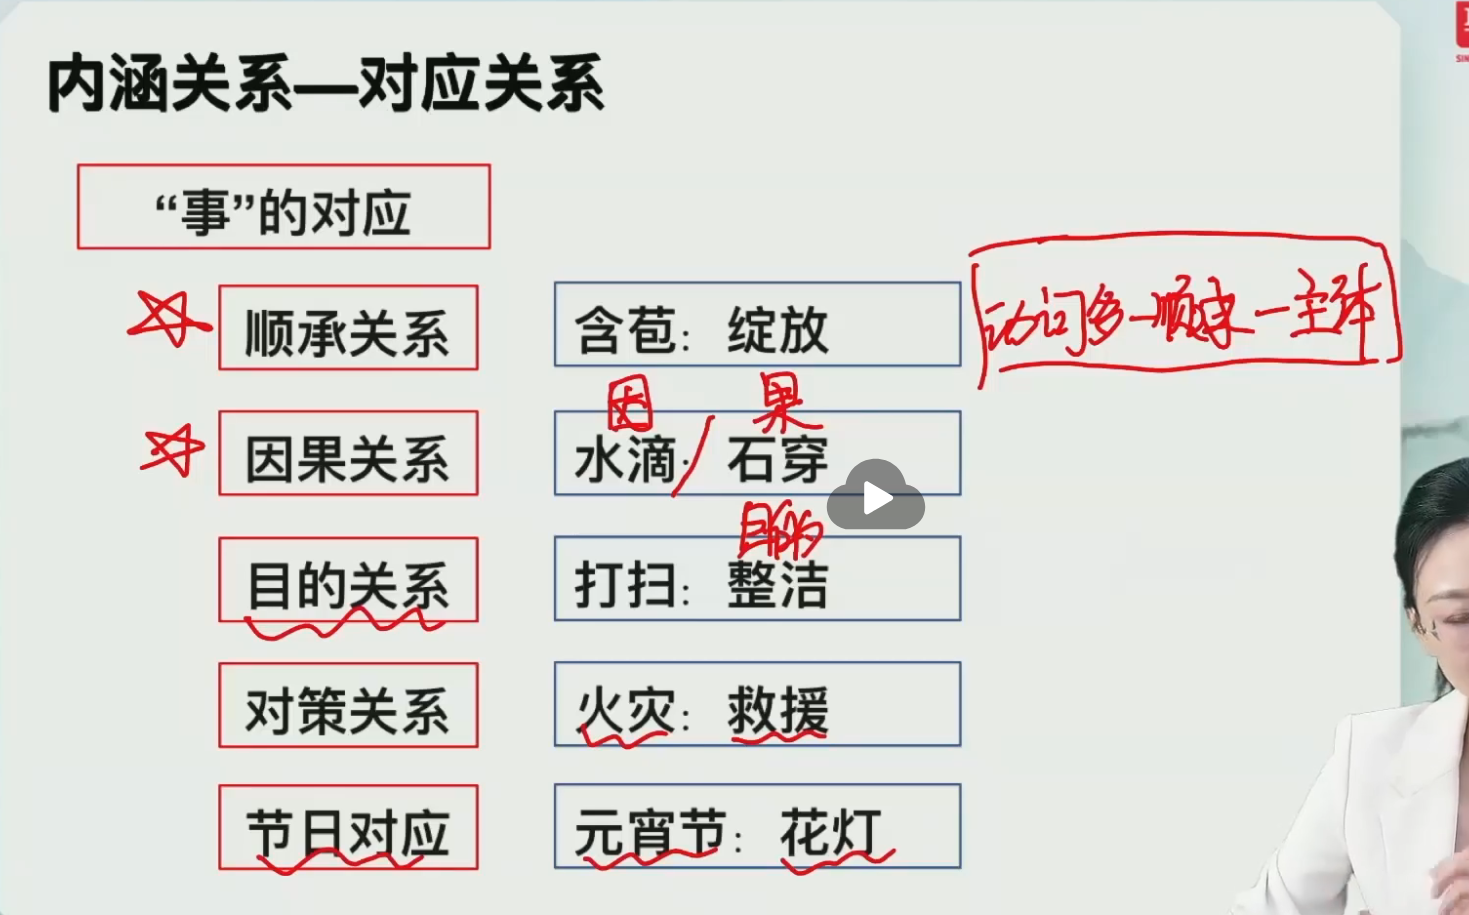 内涵关系—对应关系
“事”的对应
顺承关系 含苞：绽放
动词多—顺承—主体
因 果
因果关系 水滴：石穿
目的
目的关系 打扫：整洁
对策关系 火灾：救援
节日对应 元宵节：花灯